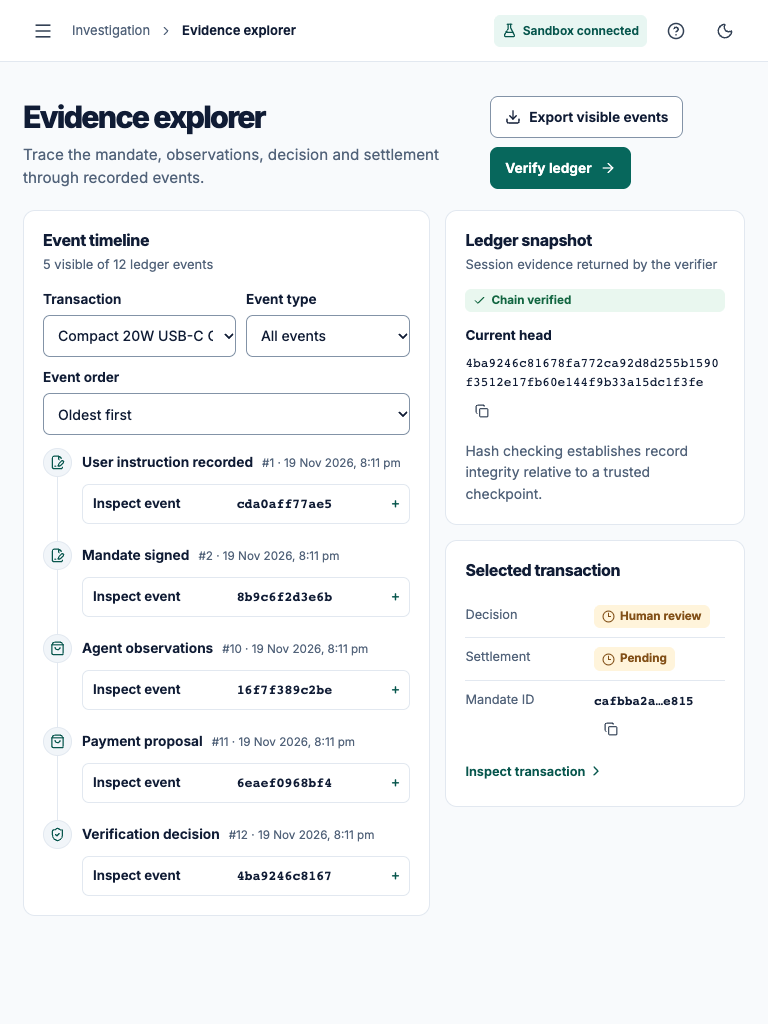 Investigation > Evidence explorer
Sandbox connected
Evidence explorer
Trace the mandate, observations, decision and settlement
through recorded events.
Export visible events
Verify ledger →
Event timeline
5 visible of 12 ledger events
Transaction
Compact 20W USB-C
Event type
All events
Event order
Oldest first
User instruction recorded #1 · 19 Nov 2026, 8:11 pm
Inspect event cda0aff77ae5 +
Mandate signed #2 · 19 Nov 2026, 8:11 pm
Inspect event 8b9c6f2d3e6b +
Agent observations #10 · 19 Nov 2026, 8:11 pm
Inspect event 16f7f389c2be +
Payment proposal #11 · 19 Nov 2026, 8:11 pm
Inspect event 6eaef0968bf4 +
Verification decision #12 · 19 Nov 2026, 8:11 pm
Inspect event 4ba9246c8167 +
Ledger snapshot
Session evidence returned by the verifier
Chain verified
Current head
4ba9246c81678fa772ca92d8d255b1590
f3512e17fb60e144f9b33a15dc1f3fe
Hash checking establishes record
integrity relative to a trusted
checkpoint.
Selected transaction
Decision Human review
Settlement Pending
Mandate ID cafbba2a…e815
Inspect transaction >